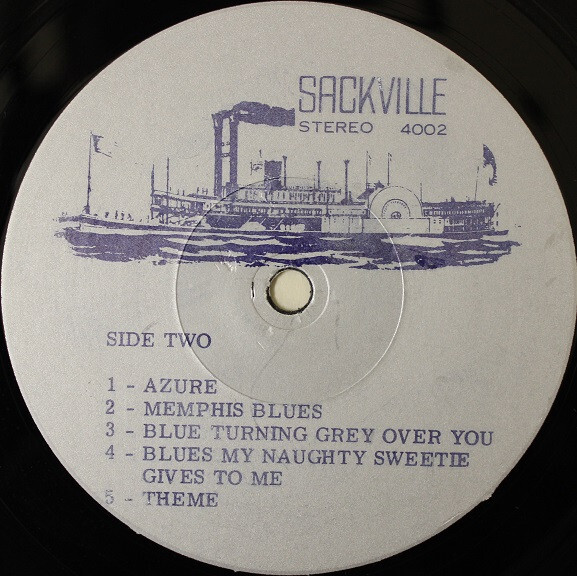 SACKVILLE
STEREO 4002
SIDE TWO
1 - AZURE
2 - MEMPHIS BLUES
3 - BLUE TURNING GREY OVER YOU
4 - BLUES MY NAUGHTY SWEETIE
GIVES TO ME
5 - THEME